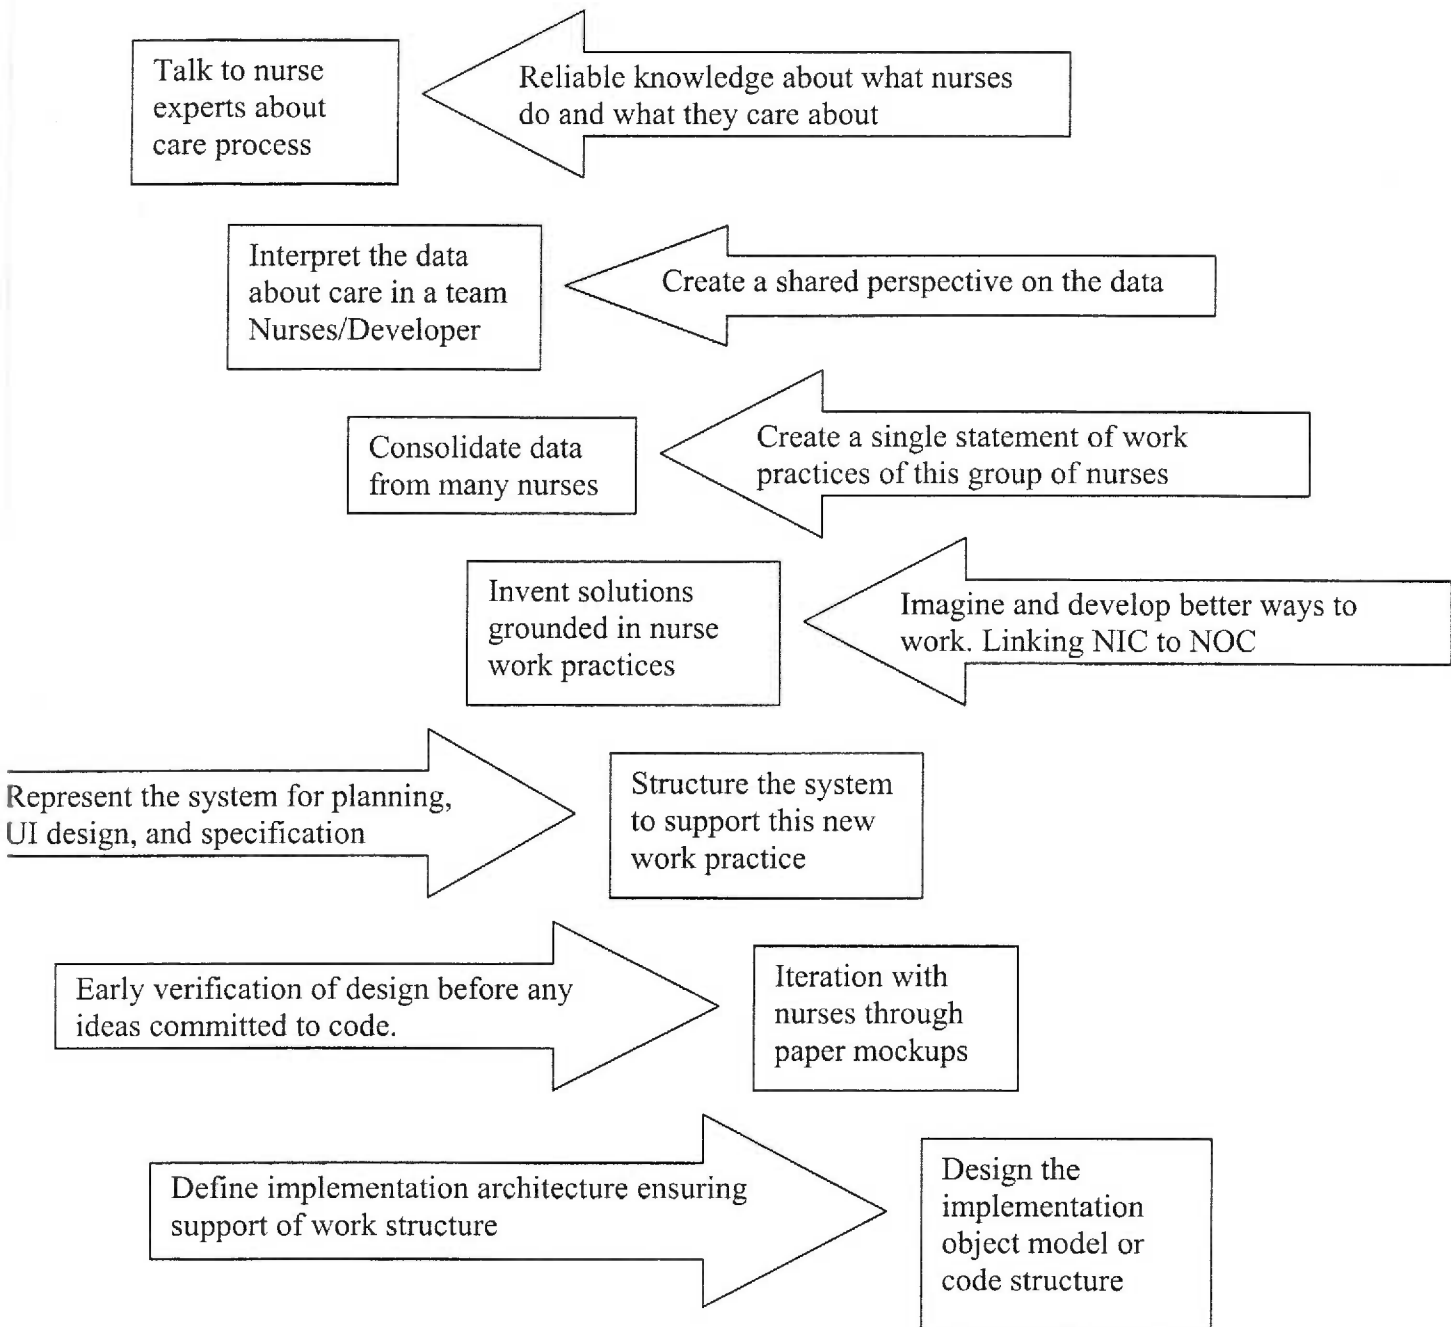 Talk to nurse
experts about
care process
Reliable knowledge about what nurses
do and what they care about
Interpret the data
about care in a team
Nurses/Developer
Create a shared perspective on the data
Consolidate data
from many nurses
Create a single statement of work
practices of this group of nurses
Invent solutions
grounded in nurse
work practices
Imagine and develop better ways to
work. Linking NIC to NOC
Represent the system for planning,
UI design, and specification
Structure the system
to support this new
work practice
Early verification of design before any
ideas committed to code.
Iteration with
nurses through
paper mockups
Define implementation architecture ensuring
support of work structure
Design the
implementation
object model or
code structure